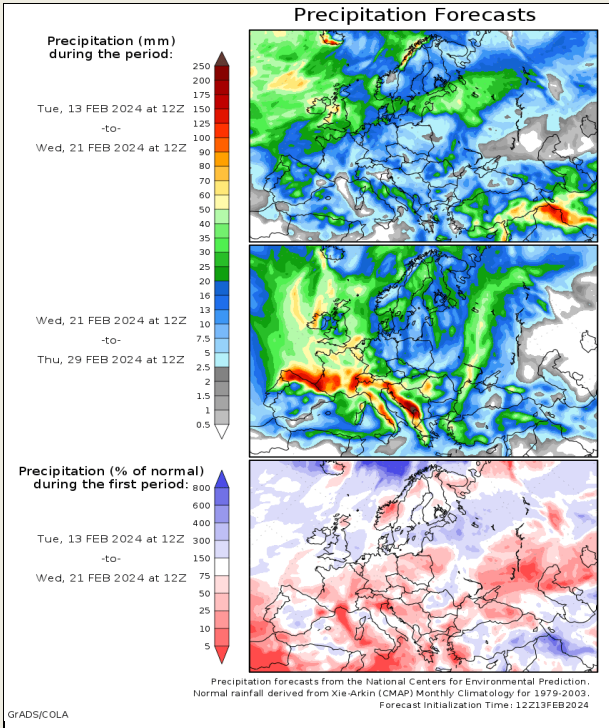 Precipitation Forecasts
Precipitation (mm)
during the period:
Tue, 13 FEB 2024 at 12Z
-to-
Wed, 21 FEB 2024 at 12Z
250
200
175
150
125
100
90
80
70
60
50
40
35
30
25
20
16
13
10
7.5
5
2.5
2
1.5
1
0.5
Wed, 21 FEB 2024 at 12Z
-to-
Thu, 29 FEB 2024 at 12Z
Precipitation (% of normal)
during the first period:
Tue, 13 FEB 2024 at 12Z
-to-
Wed, 21 FEB 2024 at 12Z
800
600
400
300
150
75
50
25
10
5
Precipitation forecasts from the National Centers for Environmental Prediction.
Normal rainfall derived from Xie-Arkin (CMAP) Monthly Climatology for 1979-2003.
Forecast Initialization Time: 12Z13FEB2024
GrADS/COLA